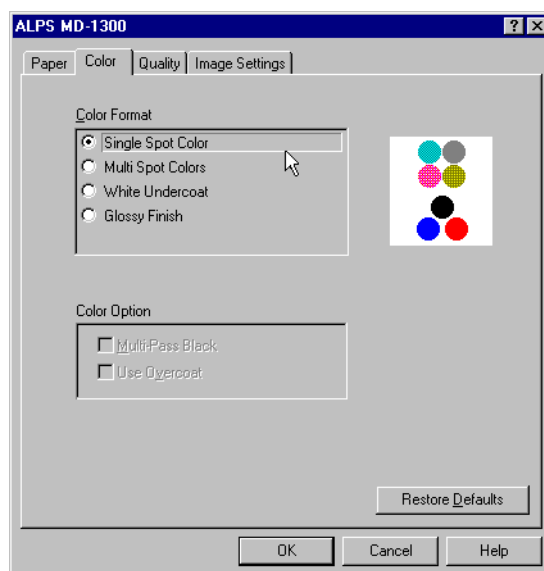 ALPS MD-1300
Paper Color Quality Image Settings
Color Format
Single Spot Color
Multi Spot Colors
White Undercoat
Glossy Finish
Color Option
Multi-Pass Black
Use Overcoat
Restore Defaults
OK Cancel Help